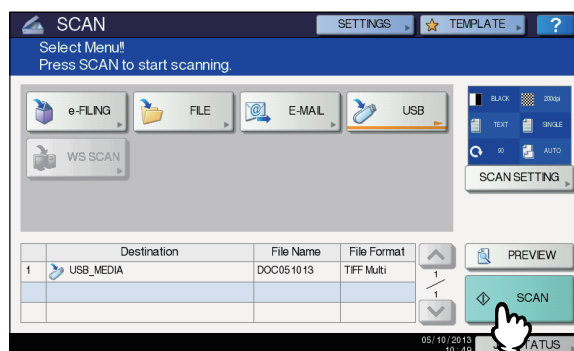 SCAN
SETTINGS
TEMPLATE
?
Select Menu!!
Press SCAN to start scanning.
e-FILING
FILE
E-MAIL
USB
BLACK
200dpi
TEXT
SINGLE
90
AUTO
WS SCAN
SCAN SETTING
Destination
File Name
File Format
1
USB_MEDIA
DOC051013
TIFF Multi
1
1
PREVIEW
SCAN
05/10/2013
10:49